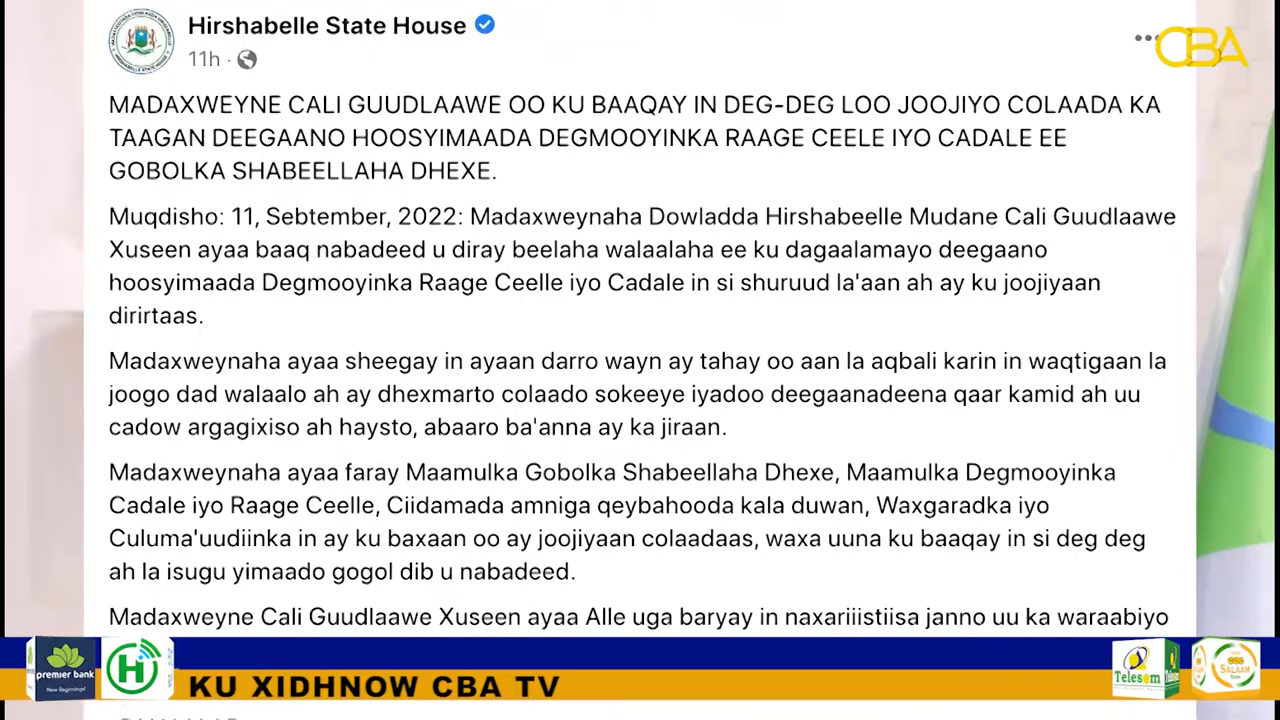 Hirshabelle State House
11h
CBA
MADAXWEYNE CALI GUUDLAAWE OO KU BAAQAY IN DEG-DEG LOO JOOJIYO COLAADA KA
TAAGAN DEEGAANO HOOSYIMAADA DEGMOOYINKA RAAGE CEELE IYO CADALE EE
GOBOLKA SHABEELLAHA DHEXE.
Muqdisho: 11, Sebtember, 2022: Madaxweynaha Dowladda Hirshabeelle Mudane Cali Guudlaawe
Xuseen ayaa baaq nabadeed u diray beelaha walaalaha ee ku dagaalamayo deegaano
hoosyimaada Degmooyinka Raage Ceelle iyo Cadale in si shuruud la'aan ah ay ku joojiyaan
dirirtaas.
Madaxweynaha ayaa sheegay in ayaan darro wayn ay tahay oo aan la aqbali karin in waqtigaan la
joogo dad walaalo ah ay dhexmarto colaado sokeeye iyadoo deegaanadeena qaar kamid ah uu
cadow argagixiso ah haysto, abaaro ba'anna ay ka jiraan.
Madaxweynaha ayaa faray Maamulka Gobolka Shabeellaha Dhexe, Maamulka Degmooyinka
Cadale iyo Raage Ceelle, Ciidamada amniga qeybahooda kala duwan, Waxgaradka iyo
Culuma'uudiinka in ay ku baxaan oo ay joojiyaan colaadaas, waxa uuna ku baaqay in si deg deg
ah la isugu yimaado gogol dib u nabadeed.
Madaxweyne Cali Guudlaawe Xuseen ayaa Alle uga baryay in naxariiistiisa janno uu ka waraabiyo
premier bank
New Beginnings!
H
KU XIDHNOW CBA TV
Telesom
SALAAM